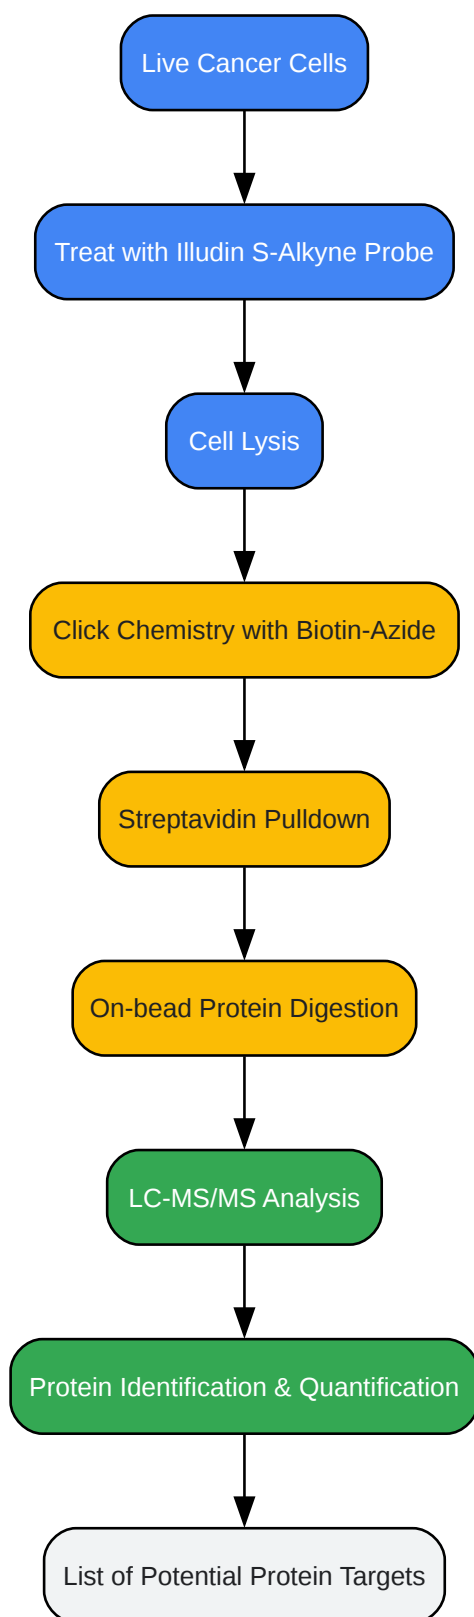 Live Cancer Cells
Treat with Illudin S-Alkyne Probe
Cell Lysis
Click Chemistry with Biotin-Azide
Streptavidin Pulldown
On-bead Protein Digestion
LC-MS/MS Analysis
Protein Identification & Quantification
List of Potential Protein Targets